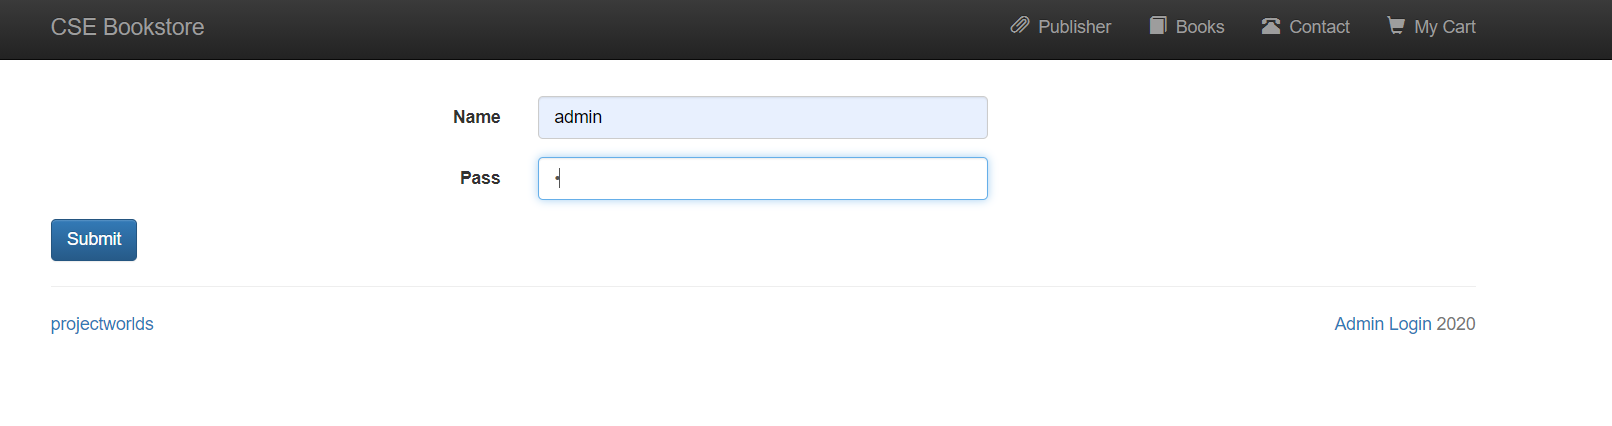 CSE Bookstore Publisher Books Contact My Cart
Name admin
Pass •
Submit
projectworlds Admin Login 2020